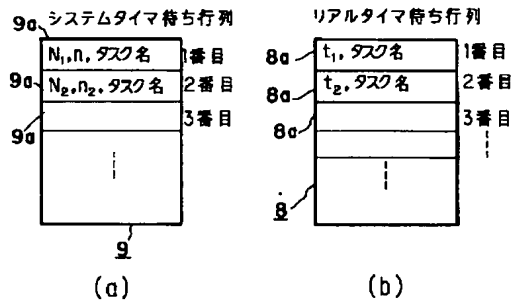 システムタイマ待ち行列
9a
N1,n,タスク名
1番目
9a
N2,n2,タスク名
2番目
9a
3番目
9
(a)
リアルタイマ待ち行列
8a
t1,タスク名
1番目
8a
t2,タスク名
2番目
8a
3番目
8
(b)